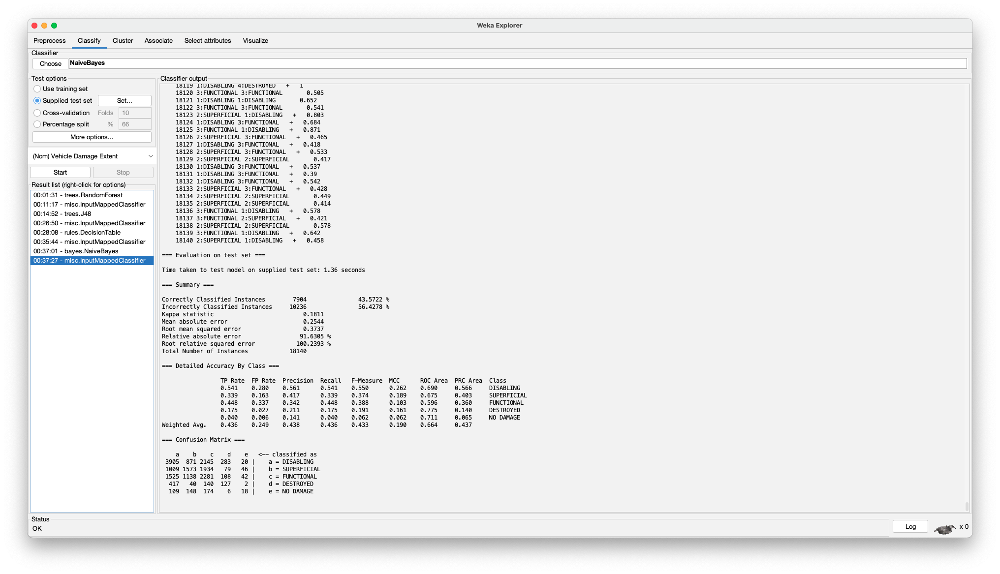 Weka Explorer
Preprocess Classify Cluster Associate Select attributes Visualize
Classifier
Choose NaiveBayes
Test options
Use training set
Supplied test set Set...
Cross-validation Folds 10
Percentage split % 66
More options...
(Nom) Vehicle Damage Extent
Start Stop
Result list (right-click for options)
00:01:31 - trees.RandomForest
00:11:17 - misc.InputMappedClassifier
00:14:52 - trees.J48
00:26:50 - misc.InputMappedClassifier
00:28:08 - rules.DecisionTable
00:35:44 - misc.InputMappedClassifier
00:37:01 - bayes.NaiveBayes
00:37:27 - misc.InputMappedClassifier
Classifier output
18119 1:DISABLING 4:DESTROYED + 1
18120 3:FUNCTIONAL 3:FUNCTIONAL 0.505
18121 1:DISABLING 1:DISABLING 0.652
18122 3:FUNCTIONAL 3:FUNCTIONAL 0.541
18123 2:SUPERFICIAL 1:DISABLING + 0.803
18124 1:DISABLING 3:FUNCTIONAL + 0.684
18125 3:FUNCTIONAL 1:DISABLING + 0.871
18126 2:SUPERFICIAL 3:FUNCTIONAL + 0.465
18127 1:DISABLING 3:FUNCTIONAL + 0.418
18128 2:SUPERFICIAL 3:FUNCTIONAL + 0.533
18129 2:SUPERFICIAL 2:SUPERFICIAL 0.417
18130 1:DISABLING 3:FUNCTIONAL + 0.537
18131 1:DISABLING 3:FUNCTIONAL + 0.39
18132 1:DISABLING 3:FUNCTIONAL + 0.542
18133 2:SUPERFICIAL 3:FUNCTIONAL + 0.428
18134 2:SUPERFICIAL 2:SUPERFICIAL 0.449
18135 2:SUPERFICIAL 2:SUPERFICIAL 0.414
18136 3:FUNCTIONAL 1:DISABLING + 0.578
18137 3:FUNCTIONAL 2:SUPERFICIAL + 0.421
18138 2:SUPERFICIAL 2:SUPERFICIAL 0.578
18139 3:FUNCTIONAL 1:DISABLING + 0.642
18140 2:SUPERFICIAL 1:DISABLING + 0.458
=== Evaluation on test set ===
Time taken to test model on supplied test set: 1.36 seconds
=== Summary ===
Correctly Classified Instances 7904 43.5722 %
Incorrectly Classified Instances 10236 56.4278 %
Kappa statistic 0.1811
Mean absolute error 0.2544
Root mean squared error 0.3737
Relative absolute error 91.6305 %
Root relative squared error 100.2393 %
Total Number of Instances 18140
=== Detailed Accuracy By Class ===
TP Rate FP Rate Precision Recall F-Measure MCC ROC Area PRC Area Class
0.541 0.280 0.561 0.541 0.550 0.262 0.690 0.566 DISABLING
0.339 0.163 0.417 0.339 0.374 0.189 0.675 0.403 SUPERFICIAL
0.448 0.337 0.342 0.448 0.388 0.103 0.596 0.360 FUNCTIONAL
0.175 0.027 0.211 0.175 0.191 0.161 0.775 0.140 DESTROYED
0.040 0.006 0.141 0.040 0.062 0.062 0.711 0.065 NO DAMAGE
Weighted Avg. 0.436 0.249 0.438 0.436 0.433 0.190 0.664 0.437
=== Confusion Matrix ===
a b c d e <-- classified as
3905 871 2145 283 20 | a = DISABLING
1009 1573 1934 79 46 | b = SUPERFICIAL
1525 1138 2281 108 42 | c = FUNCTIONAL
417 40 140 127 2 | d = DESTROYED
109 148 174 6 18 | e = NO DAMAGE
Status
OK
Log x 0